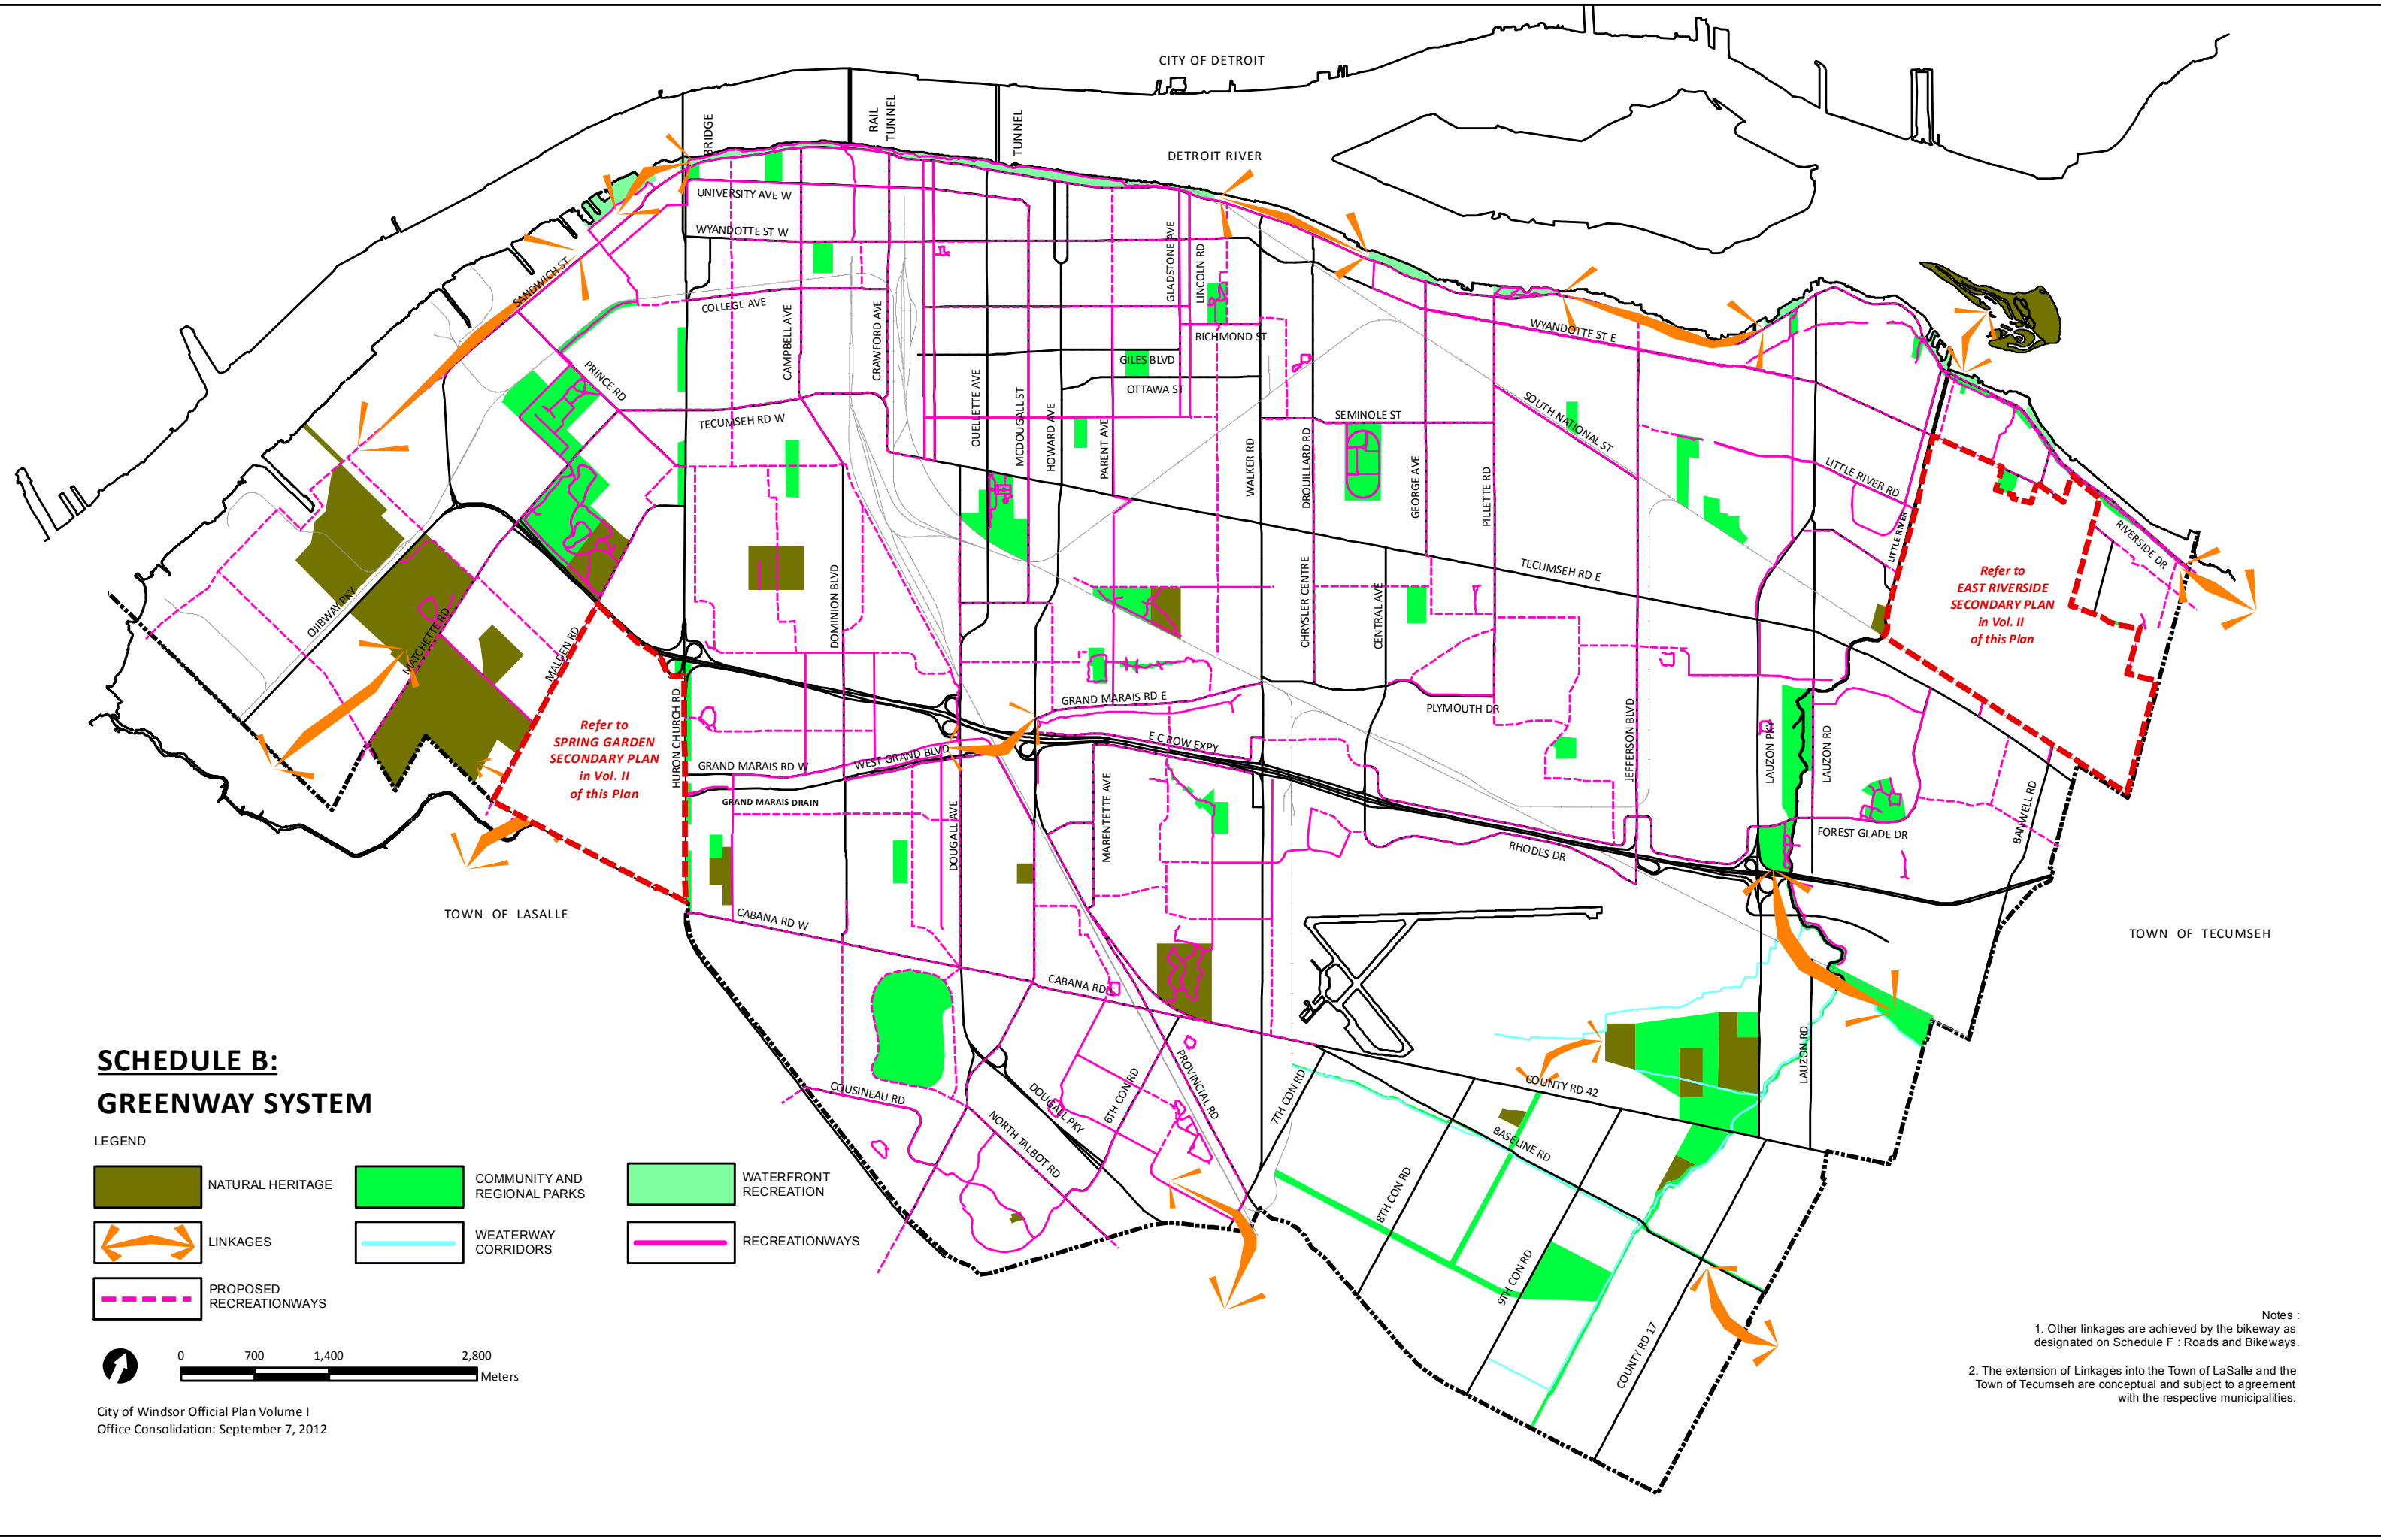 CITY OF DETROIT
BRIDGE
RAIL
TUNNEL
TUNNEL
DETROIT RIVER
UNIVERSITY AVE W
WYANDOTTE ST W
SANDWICH ST
COLLEGE AVE
CAMPBELL AVE
CRAWFORD AVE
GLADSTONE AVE
LINCOLN RD
RICHMOND ST
GILES BLVD
OTTAWA ST
WYANDOTTE ST E
PRINCE RD
TECUMSEH RD W
OUELLETTE AVE
MCDOUGALL ST
HOWARD AVE
PARENT AVE
WALKER RD
SEMINOLE ST
DROUILLARD RD
GEORGE AVE
PILLETTE RD
SOUTH NATIONAL ST
LITTLE RIVER RD
LITTLE RIVER
RIVERSIDE DR
TECUMSEH RD E
Refer to
EAST RIVERSIDE
SECONDARY PLAN
in Vol. II
of this Plan
OJIBWAY PKY
MATCHETTE RD
MALDEN RD
DOMINION BLVD
CHRYSLER CENTRE
CENTRAL AVE
HURON CHURCH RD
Refer to
SPRING GARDEN
SECONDARY PLAN
in Vol. II
of this Plan
GRAND MARAIS RD E
PLYMOUTH DR
E C ROW EXPY
JEFFERSON BLVD
LAUZON PKY
LAUZON RD
WEST GRAND BLVD
GRAND MARAIS RD W
GRAND MARAIS DRAIN
DOUGALL AVE
MARENTETTE AVE
RHODES DR
FOREST GLADE DR
BANWELL RD
TOWN OF LASALLE
CABANA RD W
CABANA RD E
TOWN OF TECUMSEH
LAUZON RD
COUNTY RD 42
BASELINE RD
COUSINEAU RD
NORTH TALBOT RD
DOUGALL PKY
6TH CON RD
PROVINCIAL RD
7TH CON RD
8TH CON RD
9TH CON RD
COUNTY RD 17
SCHEDULE B:
GREENWAY SYSTEM
LEGEND
NATURAL HERITAGE
COMMUNITY AND
REGIONAL PARKS
WATERFRONT
RECREATION
LINKAGES
WEATERWAY
CORRIDORS
RECREATIONWAYS
PROPOSED
RECREATIONWAYS
0 700 1,400 2,800
Meters
City of Windsor Official Plan Volume I
Office Consolidation: September 7, 2012
Notes :
1. Other linkages are achieved by the bikeway as
designated on Schedule F : Roads and Bikeways.
2. The extension of Linkages into the Town of LaSalle and the
Town of Tecumseh are conceptual and subject to agreement
with the respective municipalities.